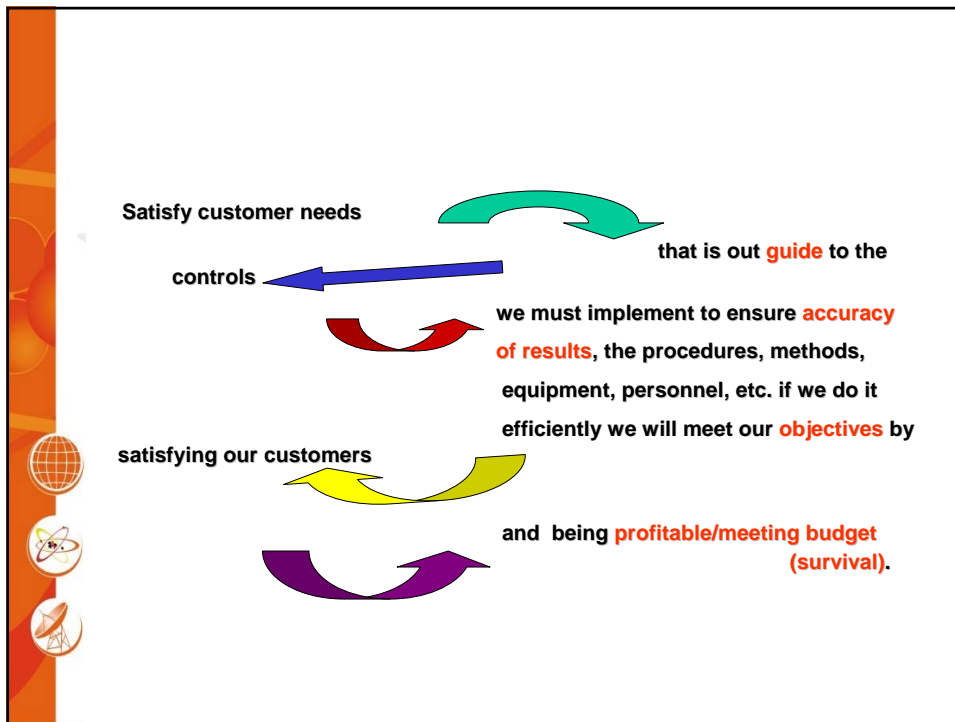 Satisfy customer needs
that is out guide to the
controls
we must implement to ensure accuracy
of results, the procedures, methods,
equipment, personnel, etc. if we do it
efficiently we will meet our objectives by
satisfying our customers
and being profitable/meeting budget
(survival).